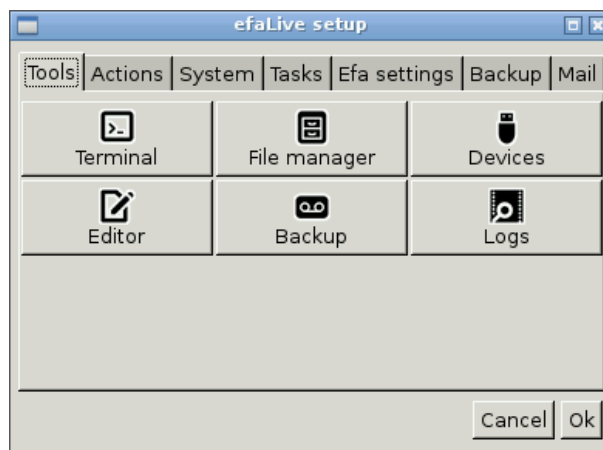 efaLive setup
Tools Actions System Tasks Efa settings Backup Mail
Terminal File manager Devices
Editor Backup Logs
Cancel Ok